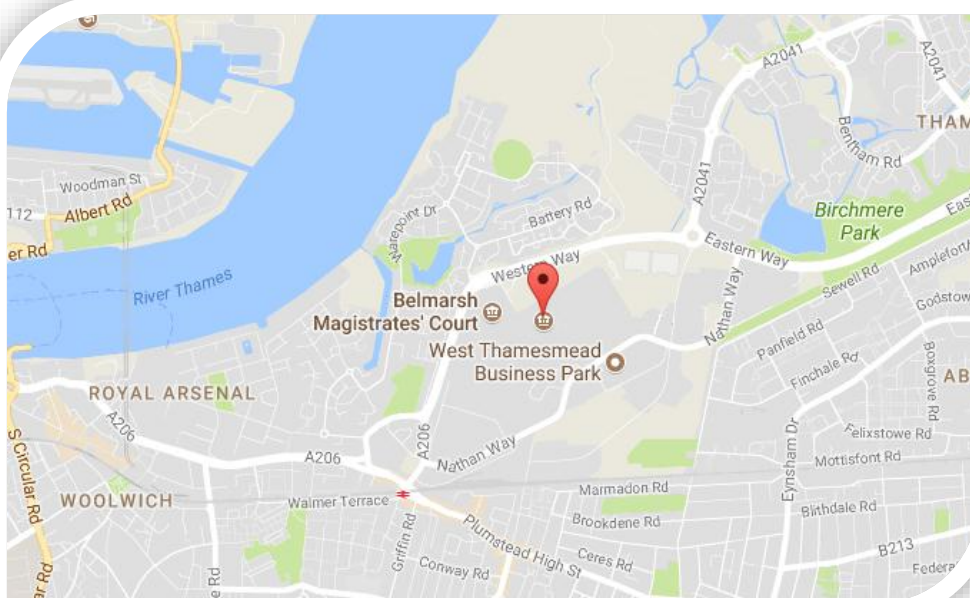 A2041
A2041
THAM
Bentham Rd
Woodman St
Albert Rd
112
er Rd
A2041
Warepoint Dr
Battery Rd
Birchmere
Park
East
Eastern Way
Western Way
River Thames
Sewell Rd
Ampleforth
Belmarsh
Magistrates' Court
Nathan Way
Godstow
Panfield Rd
West Thamesmead
Business Park
Finchale Rd
Boxgrove Rd
AB
ROYAL ARSENAL
A206
S Circular Rd
A206
A206
Nathan Way
Eynsham Dr
Felixstowe Rd
Mottisfont Rd
WOOLWICH
Walmer Terrace
Marmadon Rd
Blithdale Rd
Griffin Rd
Plumstead High St
Brookdene Rd
Ceres Rd
B213
Conway Rd
Federa
er Rd
e Rd